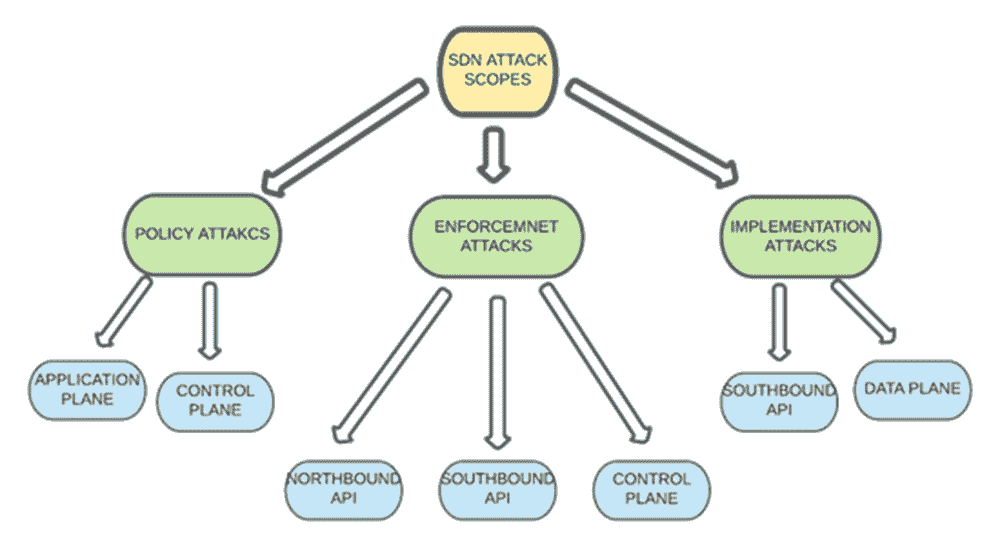 SDN ATTACK
SCOPES
POLICY ATTAKCS
ENFORCEMNET
ATTACKS
IMPLEMENTATION
ATTACKS
APPLICATION
PLANE
CONTROL
PLANE
SOUTHBOUND
API
DATA PLANE
NORTHBOUND
API
SOUTHBOUND
API
CONTROL
PLANE